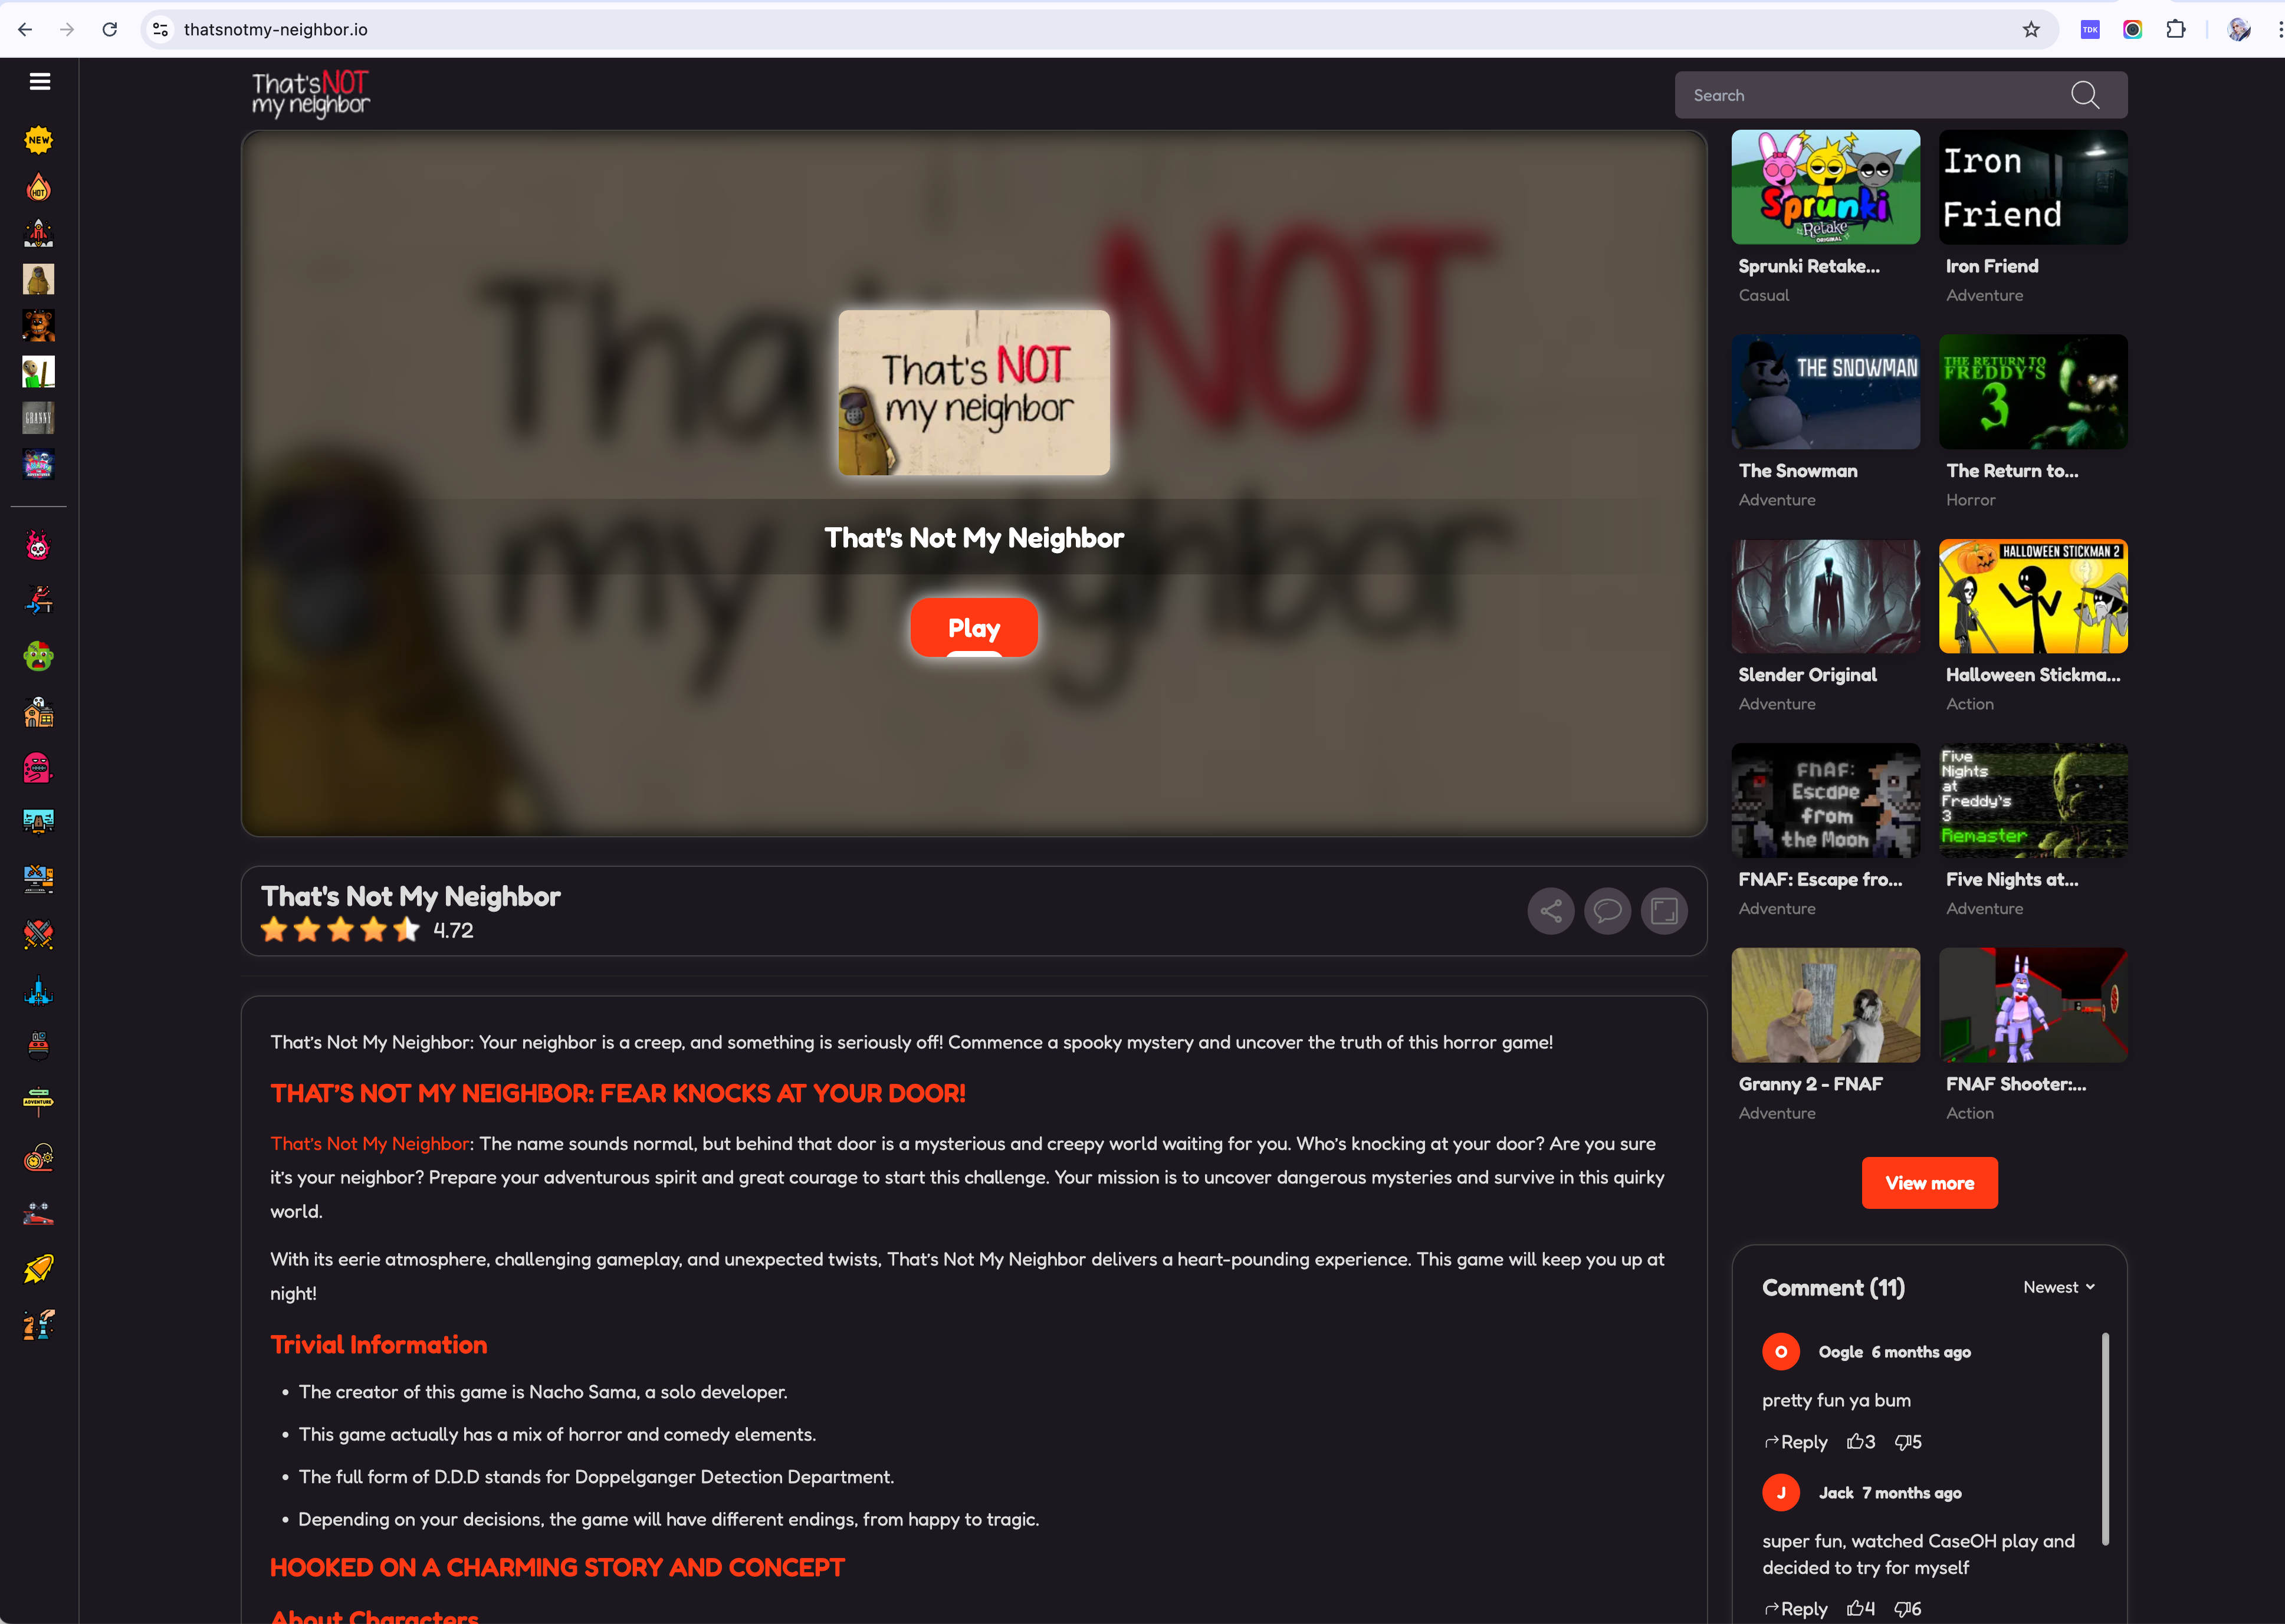 thatsnotmy-neighbor.io
TDK
That's NOT
my neighbor
Search
NEW
HOT
GRANNY
ADVENTURE
That's NOT
my neighbor
That's NOT
my neighbor
That's Not My Neighbor
Play
That's Not My Neighbor
4.72
That's Not My Neighbor: Your neighbor is a creep, and something is seriously off! Commence a spooky mystery and uncover the truth of this horror game!
THAT'S NOT MY NEIGHBOR: FEAR KNOCKS AT YOUR DOOR!
That's Not My Neighbor: The name sounds normal, but behind that door is a mysterious and creepy world waiting for you. Who's knocking at your door? Are you sure
it's your neighbor? Prepare your adventurous spirit and great courage to start this challenge. Your mission is to uncover dangerous mysteries and survive in this quirky
world.
With its eerie atmosphere, challenging gameplay, and unexpected twists, That's Not My Neighbor delivers a heart-pounding experience. This game will keep you up at
night!
Trivial Information
• The creator of this game is Nacho Sama, a solo developer.
• This game actually has a mix of horror and comedy elements.
• The full form of D.D.D stands for Doppelganger Detection Department.
• Depending on your decisions, the game will have different endings, from happy to tragic.
HOOKED ON A CHARMING STORY AND CONCEPT
About Characters
Sprunki
Retake
ORIGINAL
Sprunki Retake...
Casual
Iron
Friend
Iron Friend
Adventure
THE SNOWMAN
The Snowman
Adventure
THE RETURN TO
FREDDY'S
3
The Return to...
Horror
Slender Original
Adventure
HALLOWEEN STICKMAN 2
Halloween Stickma...
Action
FNAF:
Escape
from
the Moon
FNAF: Escape fro...
Adventure
Five
Nights
at
Freddy's
3
Remaster
Five Nights at...
Adventure
Granny 2 - FNAF
Adventure
FNAF Shooter:...
Action
View more
Comment (11)
Newest
O
Oogle 6 months ago
pretty fun ya bum
Reply 3 5
J
Jack 7 months ago
super fun, watched CaseOH play and
decided to try for myself
Reply 4 6